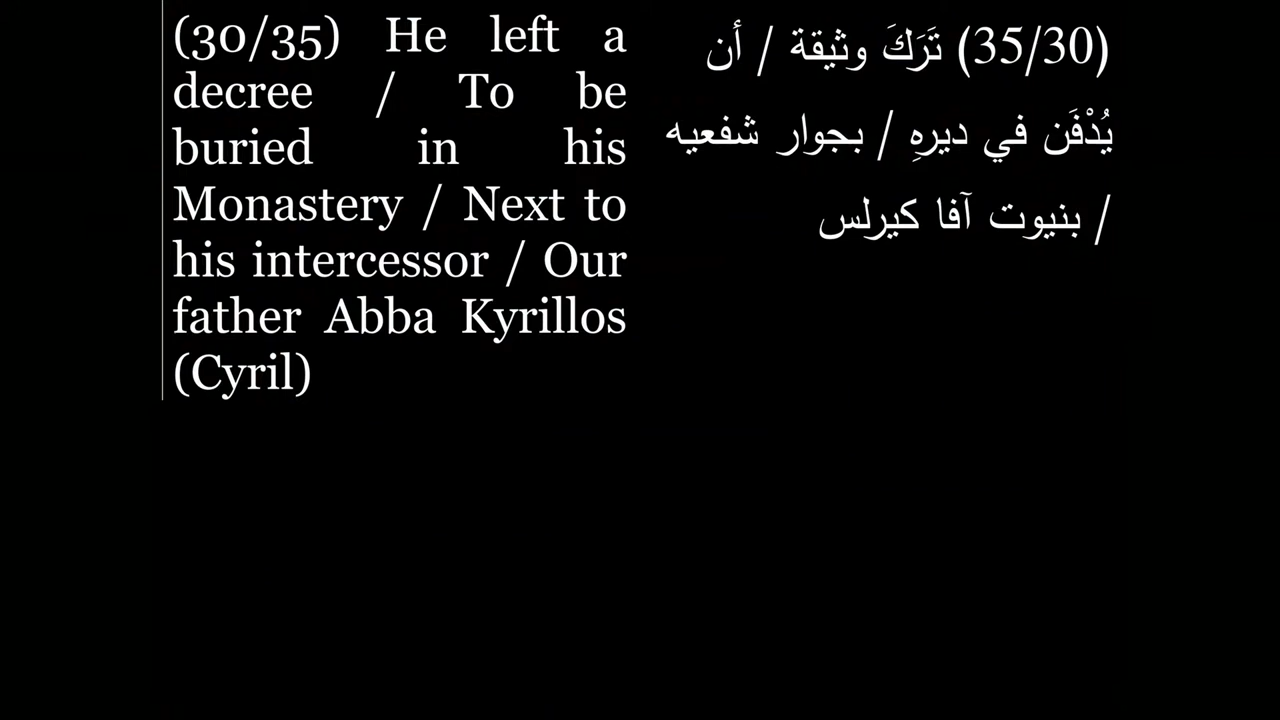 (30/35) He left a
decree / To be
buried in his
Monastery / Next to
his intercessor / Our
father Abba Kyrillos
(Cyril)
(35/30) تَرَكَ وثيقة / أن
يُدْفَن في ديرهِ / بجوار شفعيه
/ بنيوت آفا كيرلس